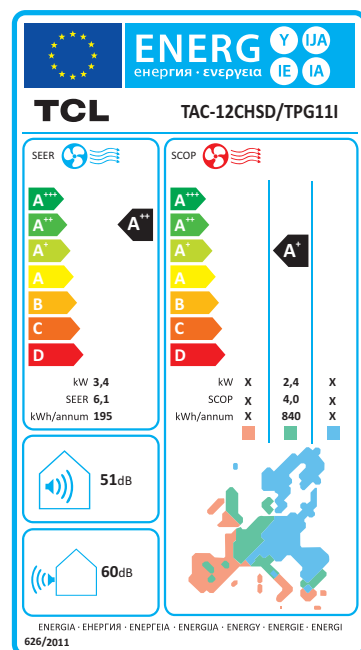 ENERG Y IJA
енергия · ενεργεια IE IA
TCL TAC-12CHSD/TPG11I
SEER
A+++
A++
A+
A
B
C
D
A++
kW 3,4
SEER 6,1
kWh/annum 195
SCOP
A+++
A++
A+
A
B
C
D
A+
kW X 2,4 X
SCOP X 4,0 X
kWh/annum X 840 X
51dB
60dB
ENERGIA · ЕНЕРГИЯ · ΕΝΕΡΓΕΙΑ · ENERGIJA · ENERGY · ENERGIE · ENERGI
626/2011